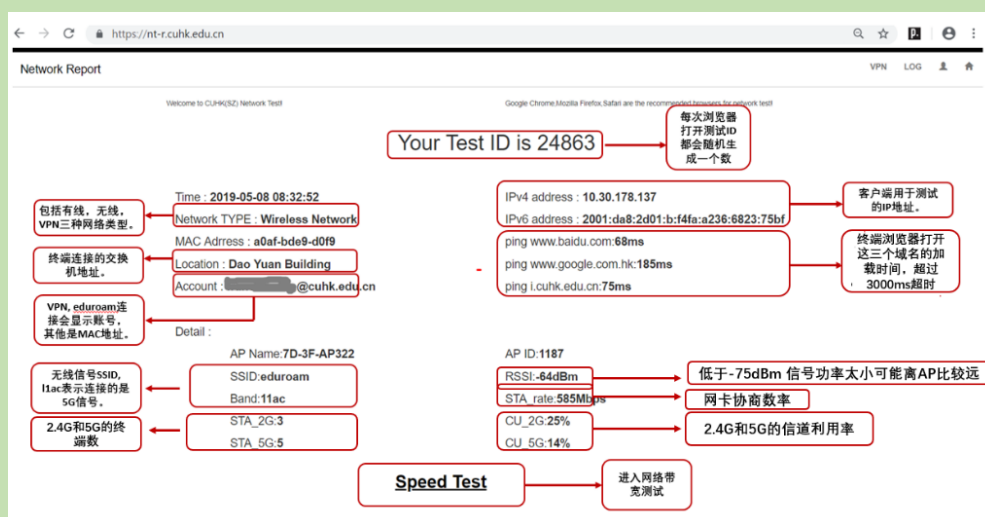 https://nt-r.cuhk.edu.cn
Network Report
VPN LOG
Welcome to CUHK(SZ) Network Test!!
Google Chrome,Mozilla Firefox,Safari are the recommended browsers for network test!!
Your Test ID is 24863
每次浏览器
打开测试ID
都会随机生
成一个数
Time : 2019-05-08 08:32:52
Network TYPE : Wireless Network
MAC Adrress : a0af-bde9-d0f9
Location : Dao Yuan Building
Account : @cuhk.edu.cn
包括有线，无线，
VPN三种网络类型。
终端连接的交换
机地址。
VPN, eduroam连
接会显示账号，
其他是MAC地址。
IPv4 address : 10.30.178.137
IPv6 address : 2001:da8:2d01:b:f4fa:a236:6823:75bf
ping www.baidu.com:68ms
ping www.google.com.hk:185ms
ping i.cuhk.edu.cn:75ms
客户端用于测试
的IP地址。
终端浏览器打开
这三个域名的加
载时间，超过
3000ms超时
Detail :
AP Name:7D-3F-AP322
SSID:eduroam
Band:11ac
STA_2G:3
STA_5G:5
无线信号SSID,
l1ac表示连接的是
5G信号。
2.4G和5G的终
端数
AP ID:1187
RSSI:-64dBm
STA_rate:585Mbps
CU_2G:25%
CU_5G:14%
低于-75dBm 信号功率太小可能离AP比较远
网卡协商数率
2.4G和5G的信道利用率
Speed Test
进入网络带
宽测试